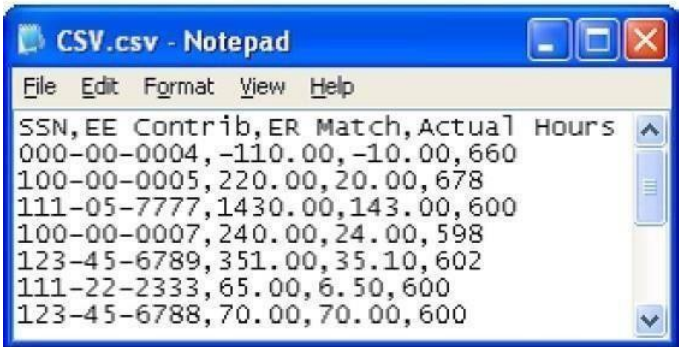 CSV.csv - Notepad
File Edit Format View Help
SSN,EE Contrib,ER Match,Actual Hours
000-00-0004,-110.00,-10.00,660
100-00-0005,220.00,20.00,678
111-05-7777,1430.00,143.00,600
100-00-0007,240.00,24.00,598
123-45-6789,351.00,35.10,602
111-22-2333,65.00,6.50,600
123-45-6788,70.00,70.00,600